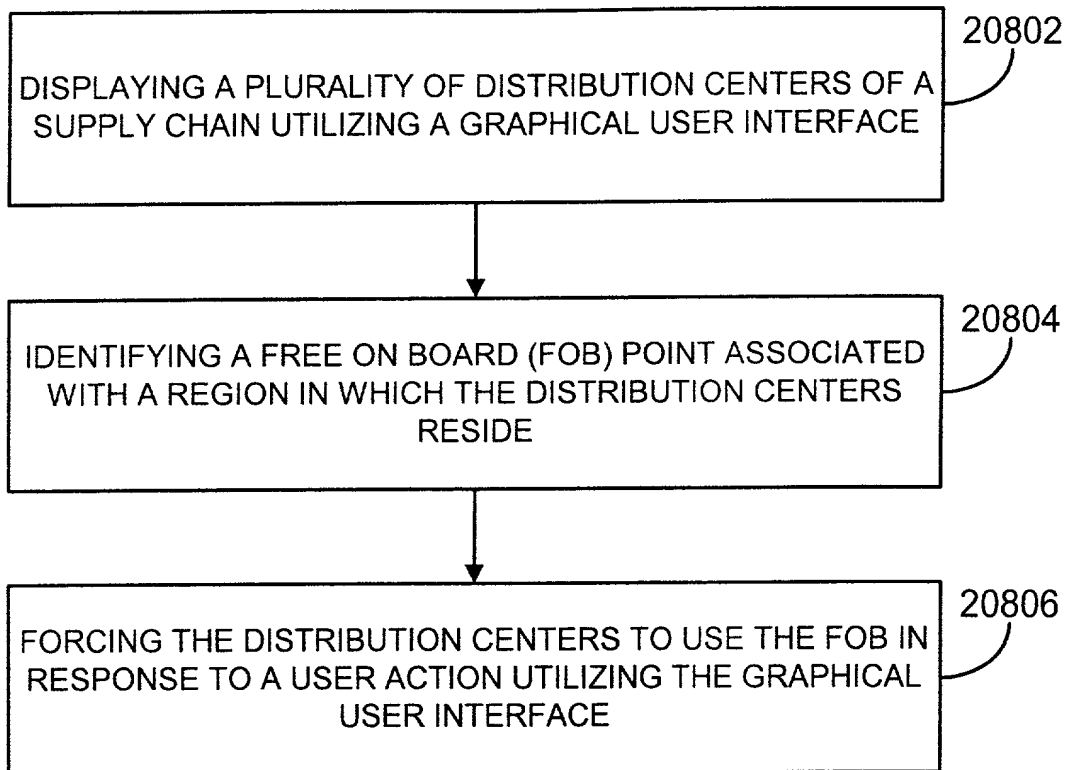 20802
DISPLAYING A PLURALITY OF DISTRIBUTION CENTERS OF A
SUPPLY CHAIN UTILIZING A GRAPHICAL USER INTERFACE
20804
IDENTIFYING A FREE ON BOARD (FOB) POINT ASSOCIATED
WITH A REGION IN WHICH THE DISTRIBUTION CENTERS
RESIDE
20806
FORCING THE DISTRIBUTION CENTERS TO USE THE FOB IN
RESPONSE TO A USER ACTION UTILIZING THE GRAPHICAL
USER INTERFACE